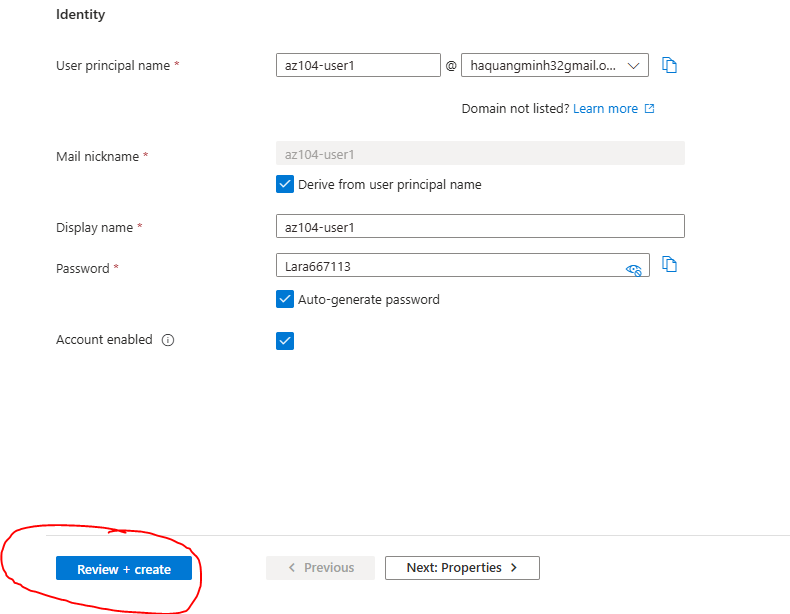 Identity
User principal name * az104-user1 @ haquangminh32gmail.o...
Domain not listed? Learn more
Mail nickname * az104-user1
Derive from user principal name
Display name * az104-user1
Password * Lara667113
Auto-generate password
Account enabled
Review + create < Previous Next: Properties >